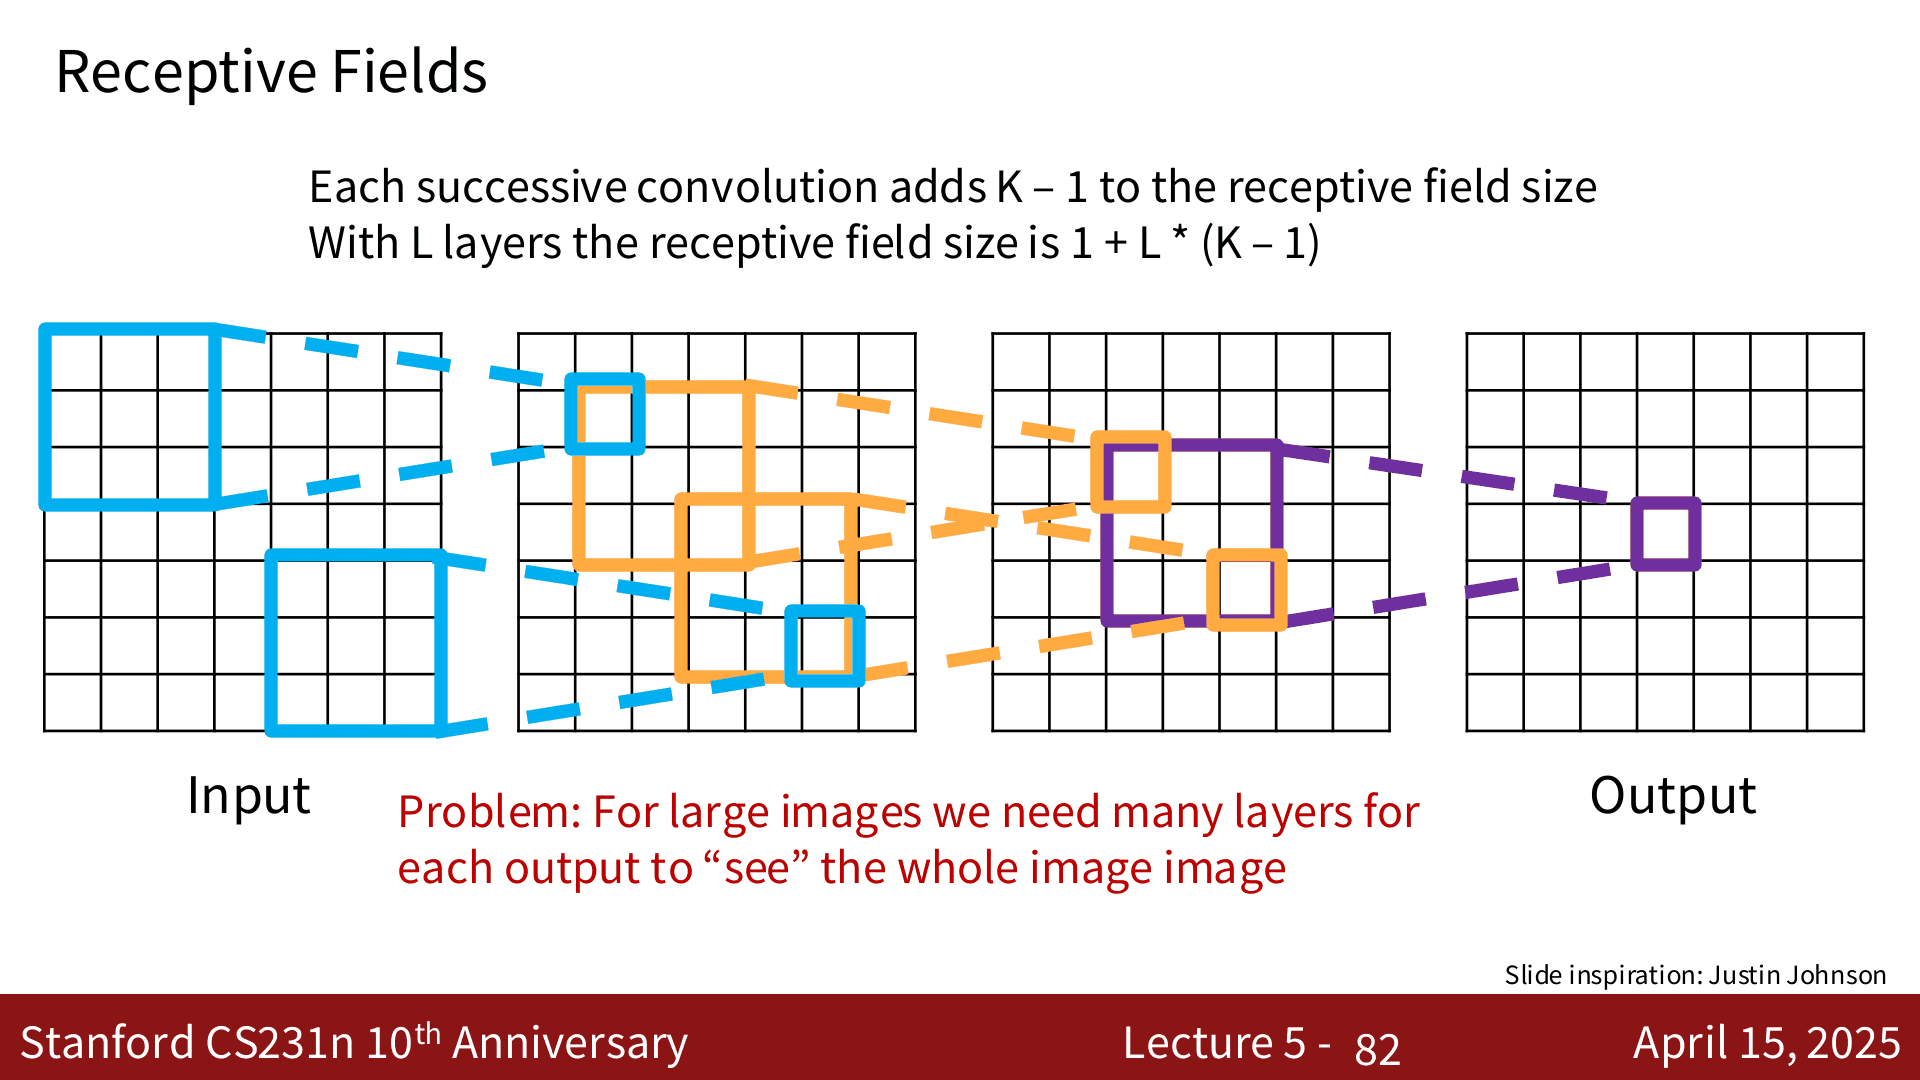 Receptive Fields
Each successive convolution adds K – 1 to the receptive field size
With L layers the receptive field size is 1 + L * (K – 1)
Input
Output
Problem: For large images we need many layers for
each output to “see” the whole image image
Slide inspiration: Justin Johnson
Stanford CS231n 10th Anniversary
Lecture 5 - 82
April 15, 2025